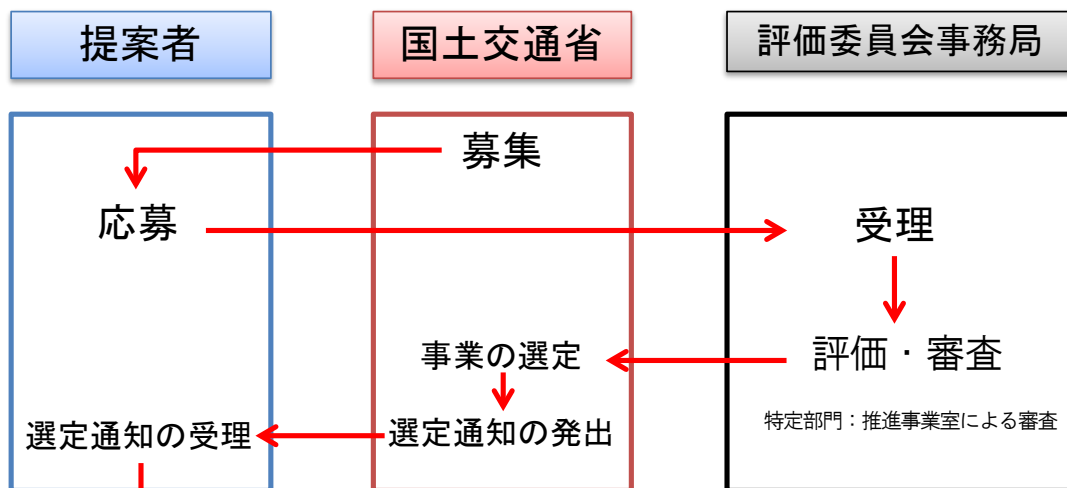 提案者
国土交通省
評価委員会事務局
募集
応募
受理
事業の選定
評価・審査
選定通知の受理
選定通知の発出
特定部門：推進事業室による審査